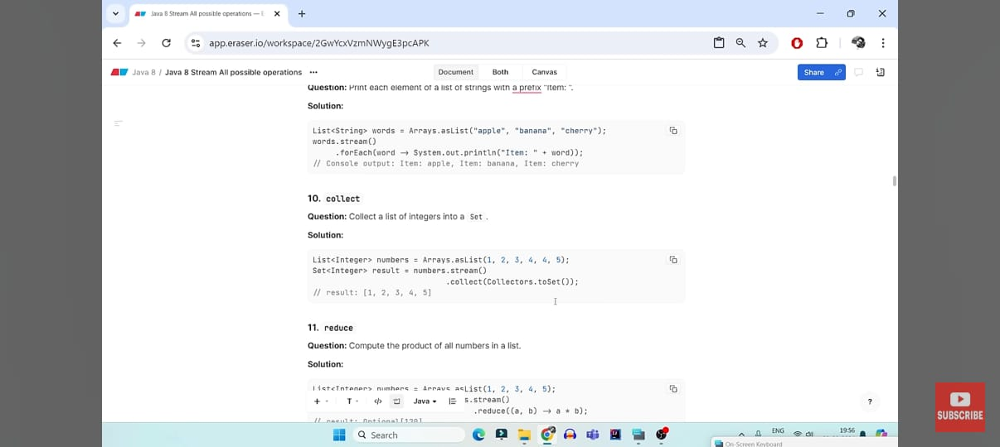 Java 8 Stream All possible operations — E
app.eraser.io/workspace/2GwYcxVzmNWygE3pcAPK
Java 8 / Java 8 Stream All possible operations ...
Document Both Canvas
Share
Question: Print each element of a list of strings with a prefix "Item: ".
Solution:
List<String> words = Arrays.asList("apple", "banana", "cherry");
words.stream()
.forEach(word → System.out.println("Item: " + word));
// Console output: Item: apple, Item: banana, Item: cherry
10. collect
Question: Collect a list of integers into a Set .
Solution:
List<Integer> numbers = Arrays.asList(1, 2, 3, 4, 4, 5);
Set<Integer> result = numbers.stream()
.collect(Collectors.toSet());
// result: [1, 2, 3, 4, 5]
11. reduce
Question: Compute the product of all numbers in a list.
Solution:
List<Integer> numbers = Arrays.asList(1, 2, 3, 4, 5);
T </> Java
s.stream()
.reduce((a, b) → a * b);
// result: Optional[120]
?
SUBSCRIBE
Search
ENG
19:56
On-Screen Keyboard